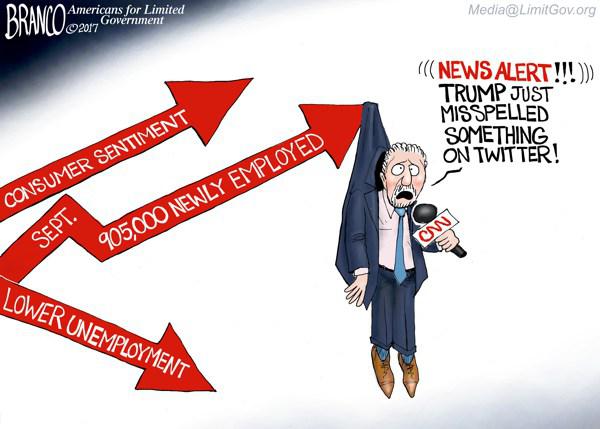 BRANCO
©2017
Americans for Limited
Government
Media@LimitGov.org
(((NEWS ALERT!!!)))
TRUMP JUST
MISSPELLED
SOMETHING
ON TWITTER!
CONSUMER SENTIMENT
SEPT.
905,000 NEWLY EMPLOYED
CNN
LOWER UNEMPLOYMENT